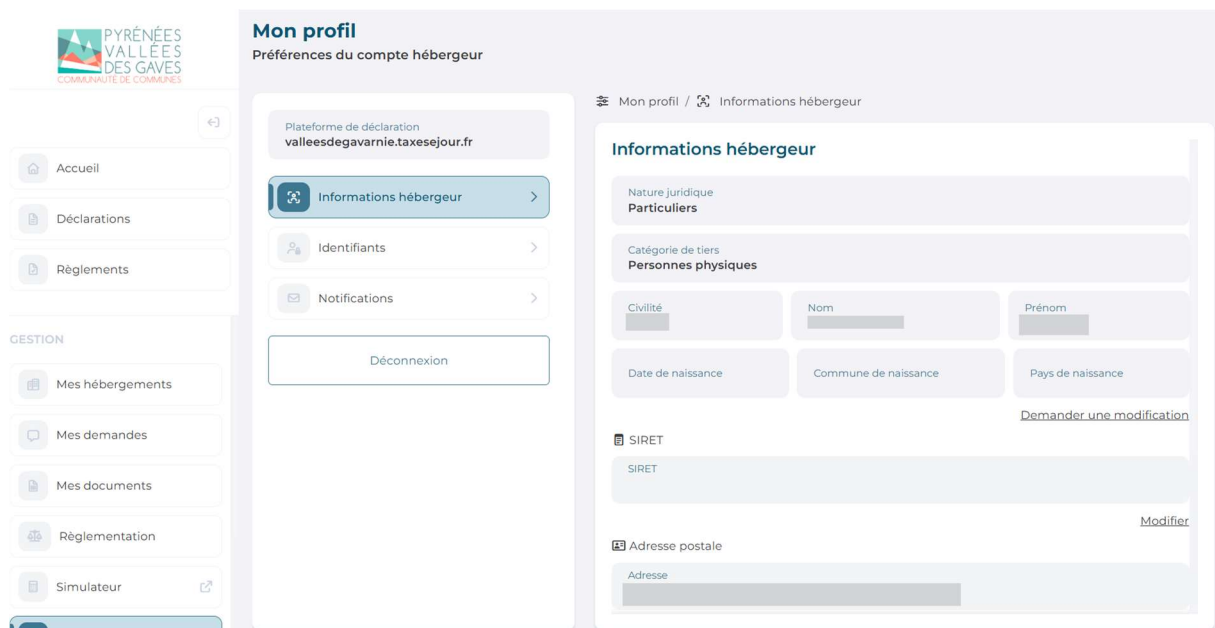 PYRÉNÉES
VALLÉES
DES GAVES
COMMUNAUTÉ DE COMMUNES
Accueil
Déclarations
Règlements
GESTION
Mes hébergements
Mes demandes
Mes documents
Règlementation
Simulateur
Mon profil
Préférences du compte hébergeur
Plateforme de déclaration
valleesdegavarnie.taxesejour.fr
Informations hébergeur
Identifiants
Notifications
Déconnexion
Mon profil / Informations hébergeur
Informations hébergeur
Nature juridique
Particuliers
Catégorie de tiers
Personnes physiques
Civilité Nom Prénom
Date de naissance Commune de naissance Pays de naissance
Demander une modification
SIRET
SIRET
Modifier
Adresse postale
Adresse